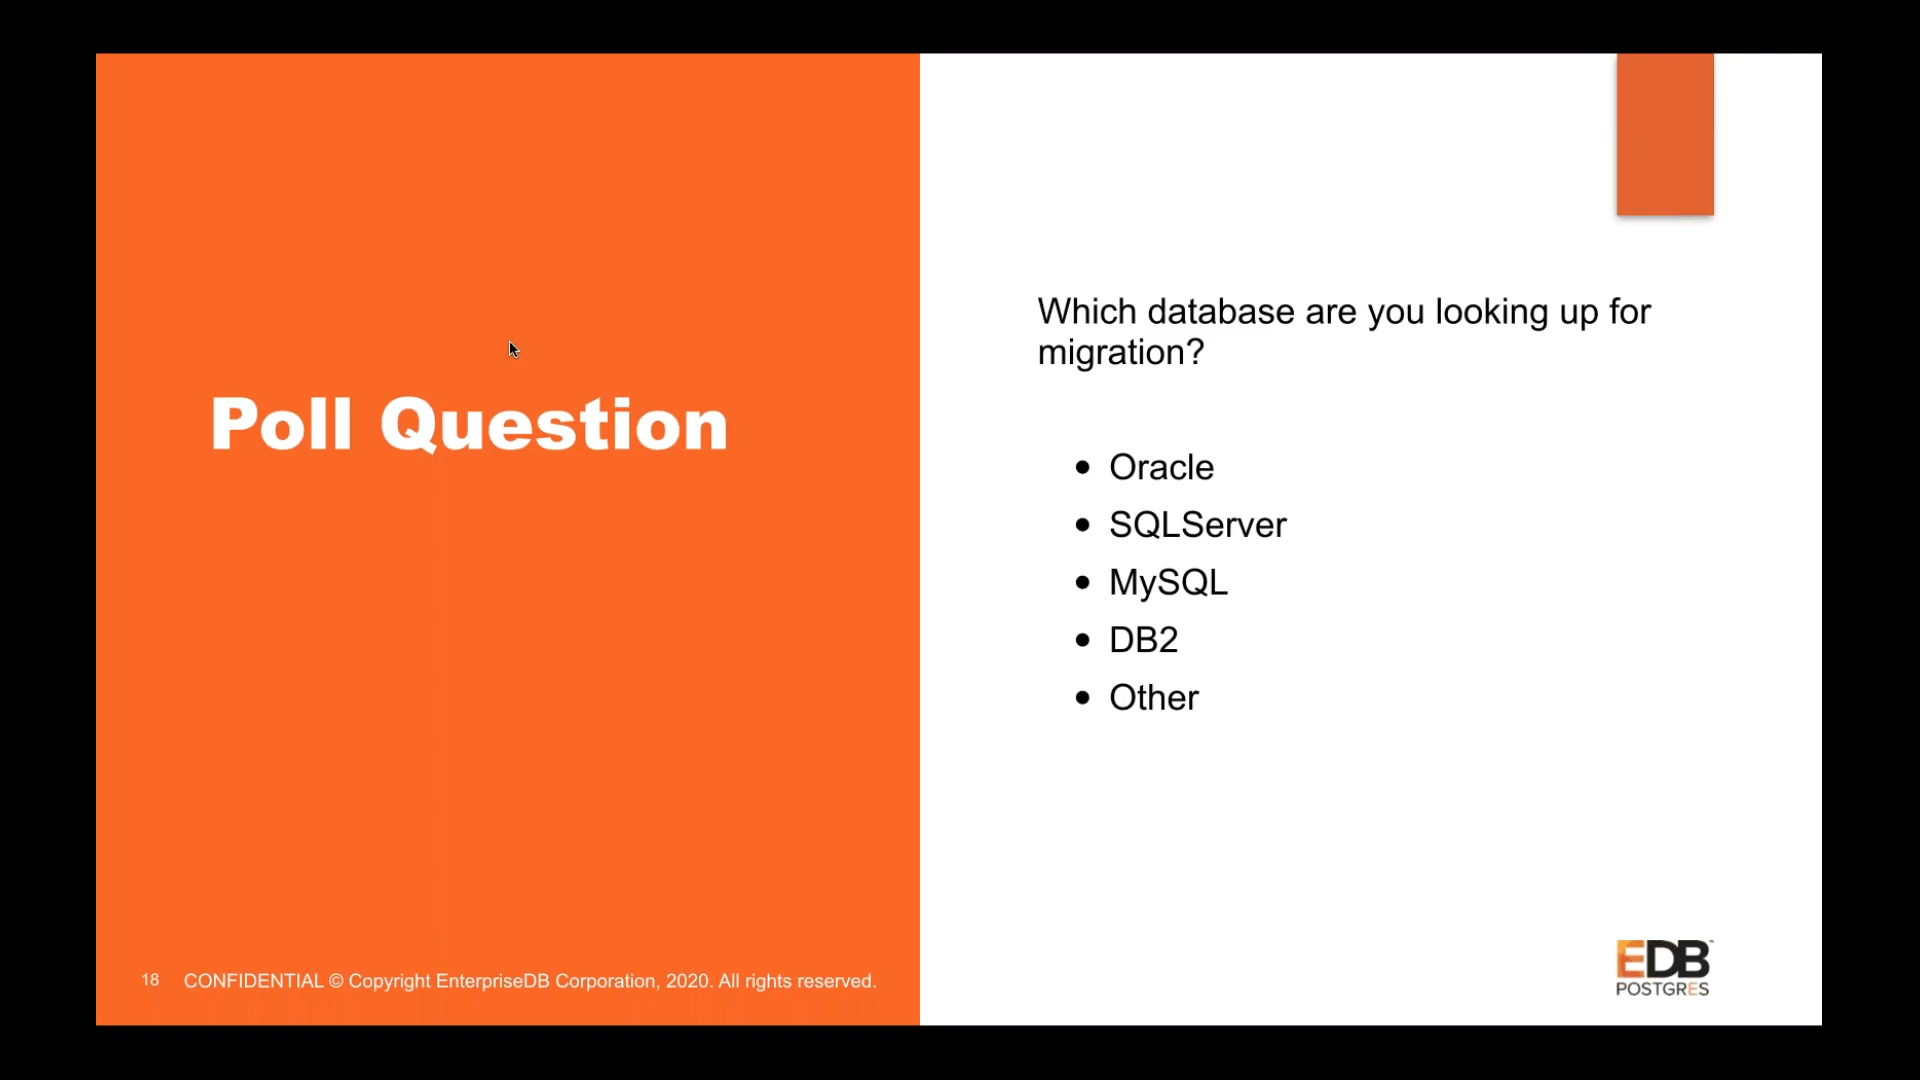 Poll Question
Which database are you looking up for
migration?
• Oracle
• SQLServer
• MySQL
• DB2
• Other
18 CONFIDENTIAL © Copyright EnterpriseDB Corporation, 2020. All rights reserved.
EDB™
POSTGRES